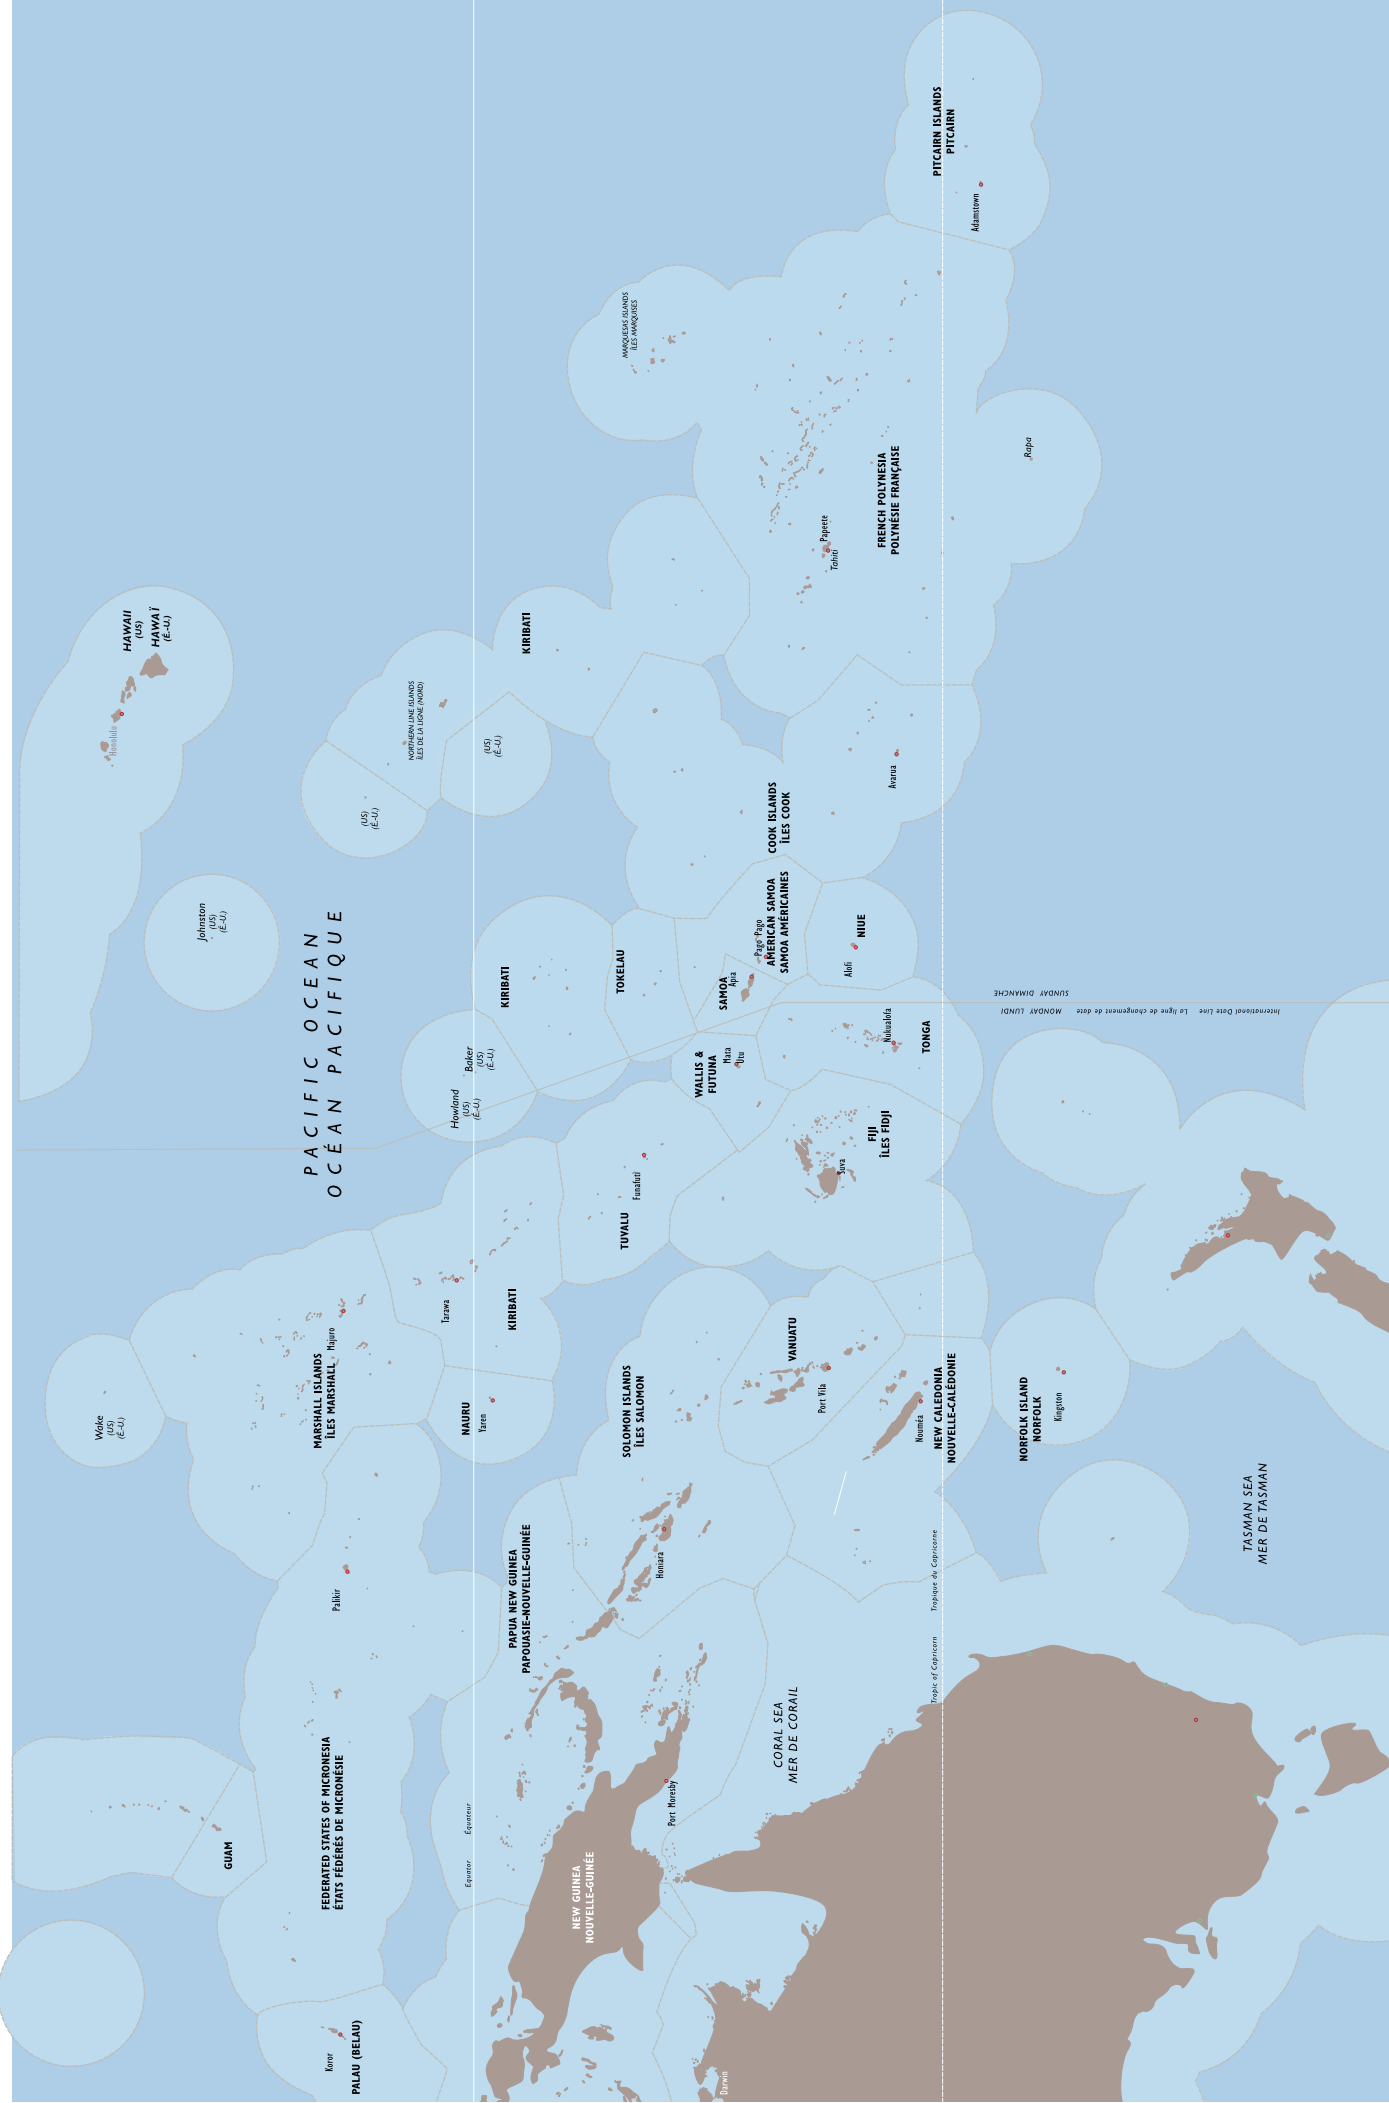 PACIFIC OCEAN
OCÉAN PACIFIQUE
HAWAII
(US)
HAWAÏ
(É.-U.)
Honolulu
Johnston
(US)
(É.-U.)
Wake
(US)
(É.-U.)
GUAM
Koror
PALAU (BELAU)
FEDERATED STATES OF MICRONESIA
ÉTATS FÉDÉRÉS DE MICRONÉSIE
Palikir
MARSHALL ISLANDS
ÎLES MARSHALL
Majuro
NAURU
Yaren
Tarawa
KIRIBATI
Howland
(US)
(É.-U.)
Baker
(US)
(É.-U.)
KIRIBATI
(US)
(É.-U.)
NORTHERN LINE ISLANDS
ÎLES DE LA LIGNE (NORD)
(US)
(É.-U.)
KIRIBATI
Equator
Équateur
PAPUA NEW GUINEA
PAPOUASIE–NOUVELLE–GUINÉE
NEW GUINEA
NOUVELLE–GUINÉE
Port Moresby
SOLOMON ISLANDS
ÎLES SALOMON
Honiara
TUVALU
Funafuti
TOKELAU
WALLIS &
FUTUNA
Mata
Utu
SAMOA
Apia
Pago Pago
AMERICAN SAMOA
SAMOA AMÉRICAINES
COOK ISLANDS
ÎLES COOK
Avarua
NIUE
Alofi
TONGA
Nukualofa
FIJI
ÎLES FIDJI
Suva
VANUATU
Port Vila
NEW CALEDONIA
NOUVELLE–CALÉDONIE
Nouméa
NORFOLK ISLAND
NORFOLK
Kingston
MARQUESAS ISLANDS
ÎLES MARQUISES
FRENCH POLYNESIA
POLYNÉSIE FRANÇAISE
Papeete
Tahiti
Rapa
PITCAIRN ISLANDS
PITCAIRN
Adamstown
SUNDAY DIMANCHE
MONDAY LUNDI
International Date Line
La ligne de changement de date
Tropic of Capricorn
Tropique du Capricorne
CORAL SEA
MER DE CORAIL
TASMAN SEA
MER DE TASMAN
Darwin